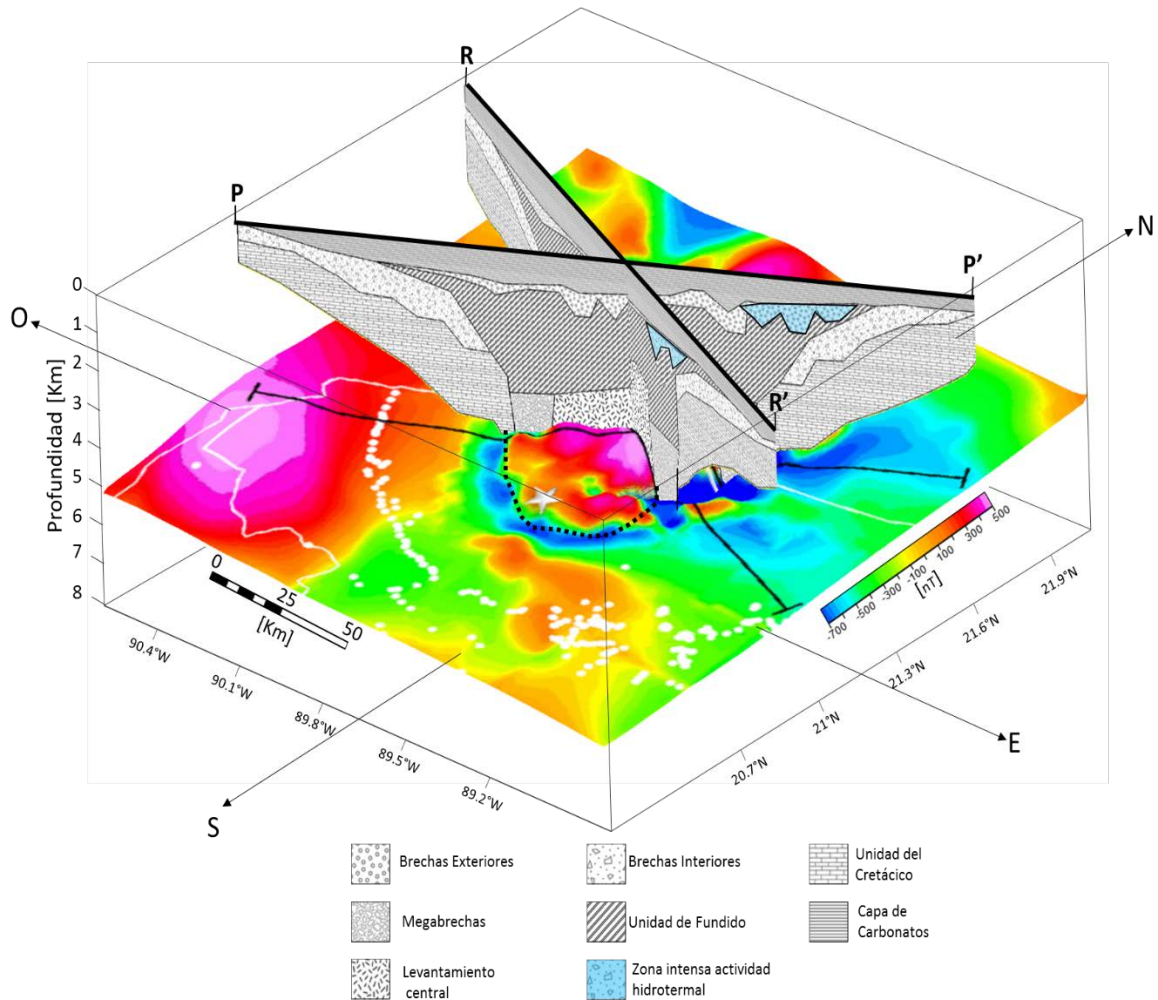 R
P
N
P'
O
R'
0
1
2
3
4
5
6
7
8
Profundidad [Km]
0
25
50
[Km]
500
300
100
-100
-300
-500
-700
[nT]
90.4°W
90.1°W
89.8°W
89.5°W
89.2°W
20.7°N
21°N
21.3°N
21.6°N
21.9°N
E
S
Brechas Exteriores
Brechas Interiores
Unidad del
Cretácico
Megabrechas
Unidad de Fundido
Capa de
Carbonatos
Levantamiento
central
Zona intensa actividad
hidrotermal